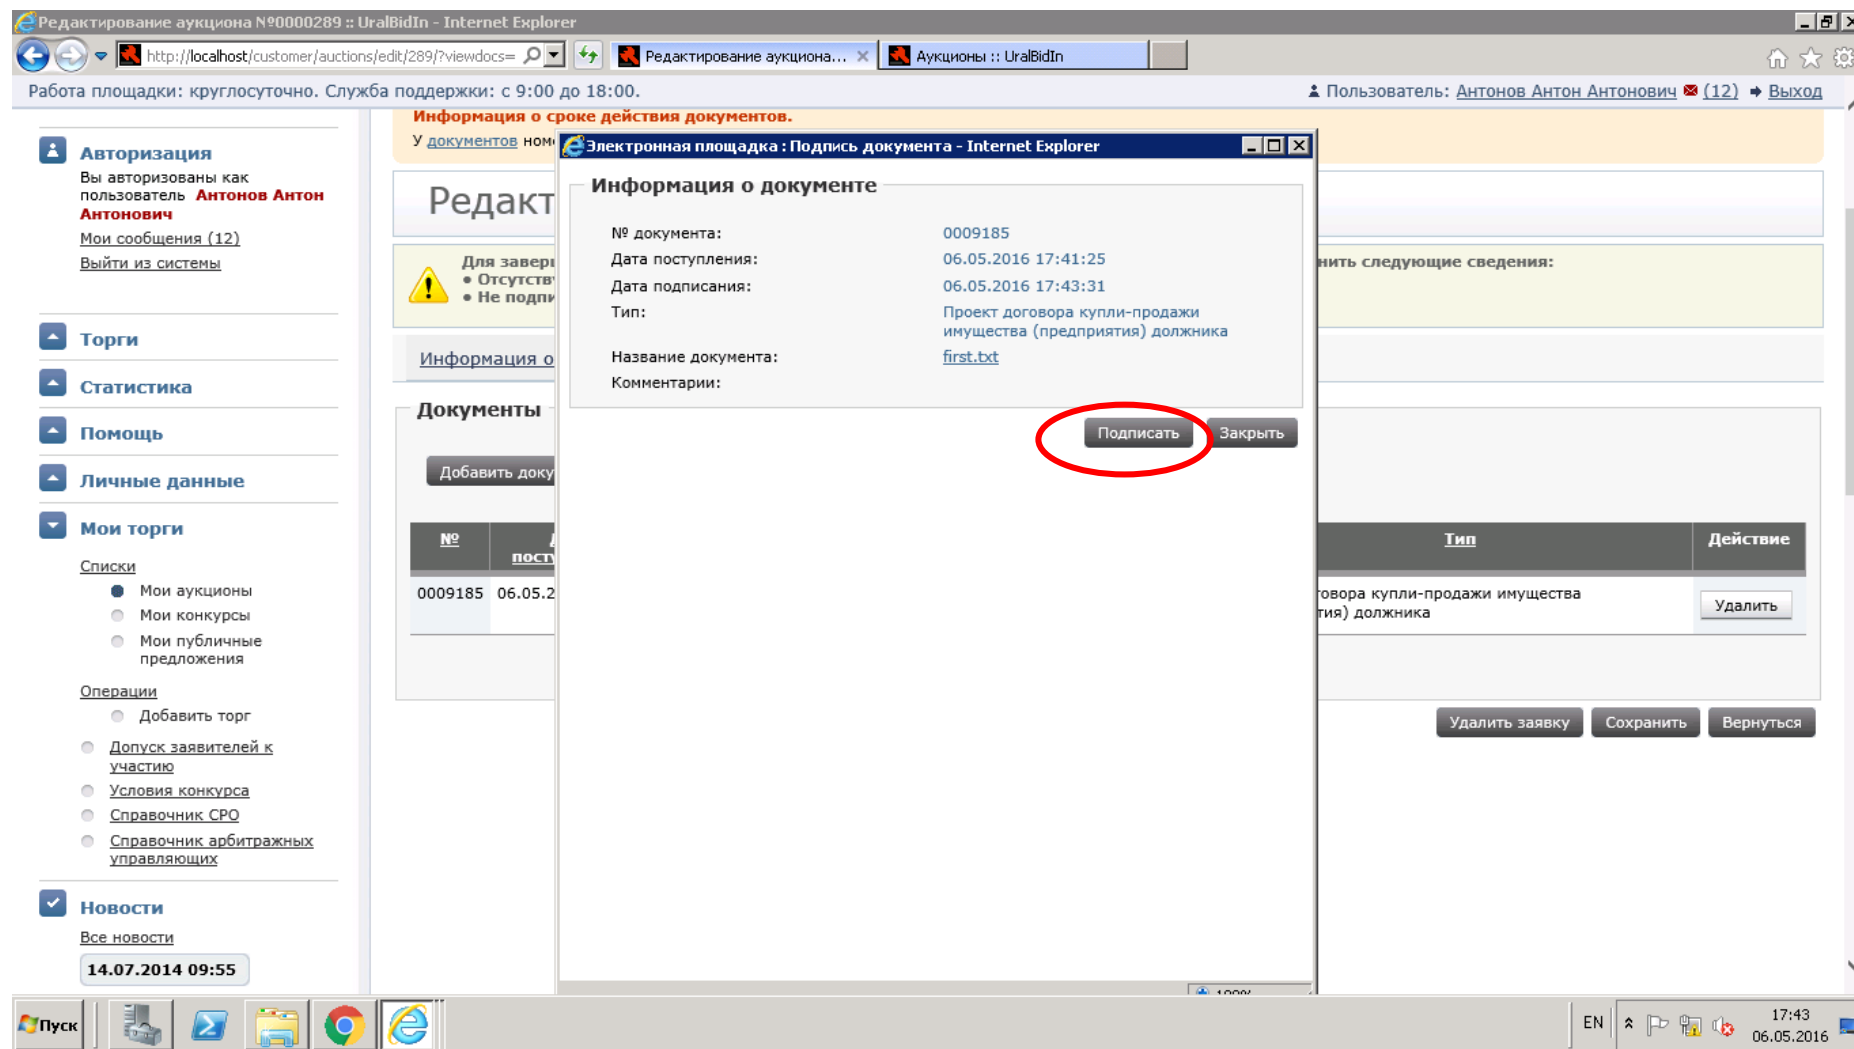 Редактирование аукциона №0000289 :: UralBidIn - Internet Explorer
http://localhost/customer/auctions/edit/289/?viewdocs=
Редактирование аукциона...
Аукционы :: UralBidIn
Работа площадки: круглосуточно. Служба поддержки: с 9:00 до 18:00.
Пользователь: Антонов Антон Антонович (12) Выход
Авторизация
Вы авторизованы как
пользователь Антонов Антон
Антонович
Мои сообщения (12)
Выйти из системы
Торги
Статистика
Помощь
Личные данные
Мои торги
Списки
Мои аукционы
Мои конкурсы
Мои публичные
предложения
Операции
Добавить торг
Допуск заявителей к
участию
Условия конкурса
Справочник СРО
Справочник арбитражных
управляющих
Новости
Все новости
14.07.2014 09:55
Информация о сроке действия документов.
У документов ном
Редакт
Для завер
нить следующие сведения:
• Отсутств
• Не подпи
Информация о
Документы
Добавить доку
№
пост
Тип
Действие
0009185 06.05.2
говора купли-продажи имущества
тия) должника
Удалить
Удалить заявку
Сохранить
Вернуться
Электронная площадка : Подпись документа - Internet Explorer
Информация о документе
№ документа: 0009185
Дата поступления: 06.05.2016 17:41:25
Дата подписания: 06.05.2016 17:43:31
Тип: Проект договора купли-продажи
имущества (предприятия) должника
Название документа: first.txt
Комментарии:
Подписать
Закрыть
Пуск
EN
17:43
06.05.2016